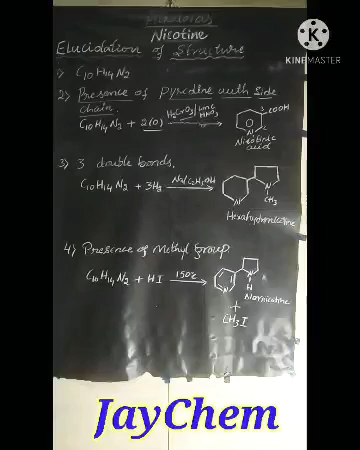 Nicotine
Elucidation of Structure
1) C10H14N2
2) Presence of Pyridine with Side
chain.
C10H14N2 + 2(O) H2CrO3/conc HNO3
3 COOH
N
Nicotinic
acid
3) 3 double bonds.
C10H14N2 + 3H2 Na/C2H5OH
N N
CH3
Hexahydronicotine
4) Presence of Methyl group.
C10H14N2 + HI 150°C
N N
H
Nornicotine
+
CH3I
KINEMASTER
JayChem